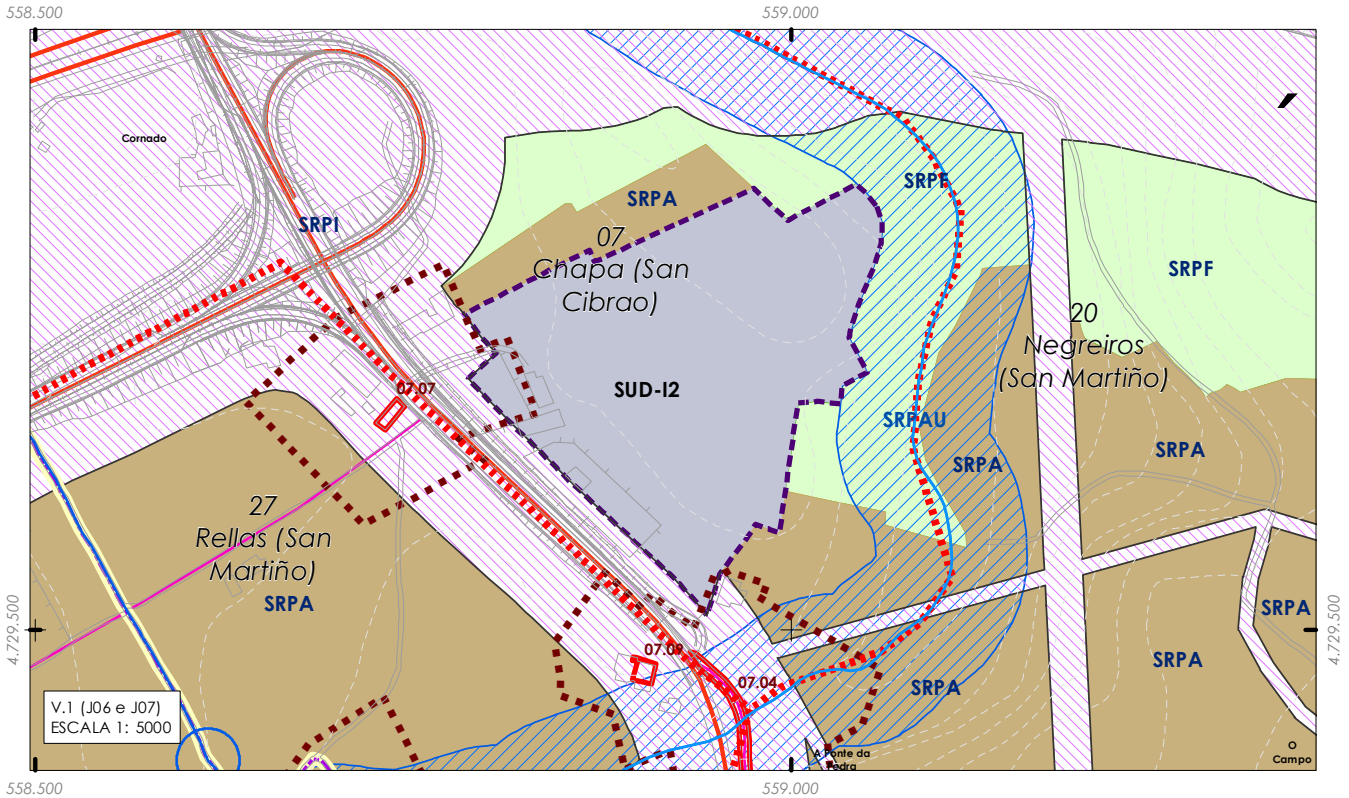 558.500
559.000
Cornado
SRPF
SRPA
SRPI
07
Chapa (San
Cibrao)
SRPF
20
Negreiros
(San Martiño)
07.07
SUD-I2
SRPAU
SRPA
SRPA
27
Rellas (San
Martiño)
SRPA
4.729.500
4.729.500
SRPA
07.09
SRPA
07.04
SRPA
V.1 (J06 e J07)
ESCALA 1: 5000
A Ponte da
Pedra
Campo
558.500
559.000